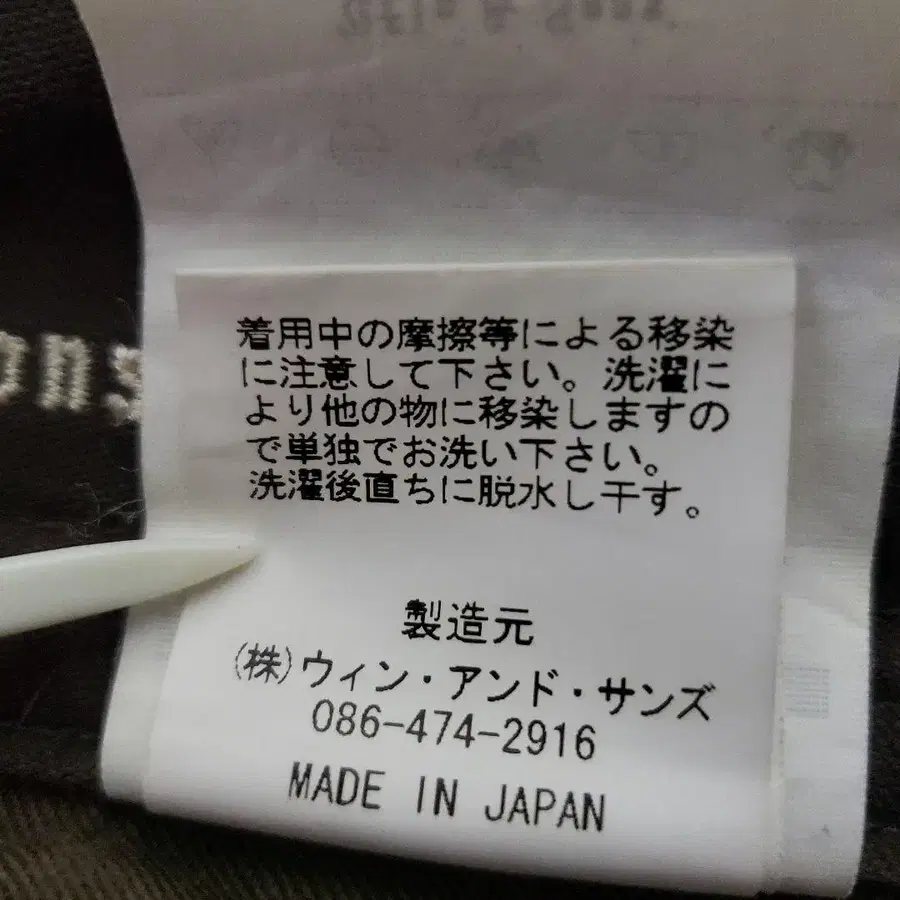 着用中の摩擦等による移染
に注意して下さい。洗濯に
より他の物に移染しますの
で単独でお洗い下さい。
洗濯後直ちに脱水し干す。
製造元
(株)ウィン・アンド・サンズ
086-474-2916
MADE IN JAPAN